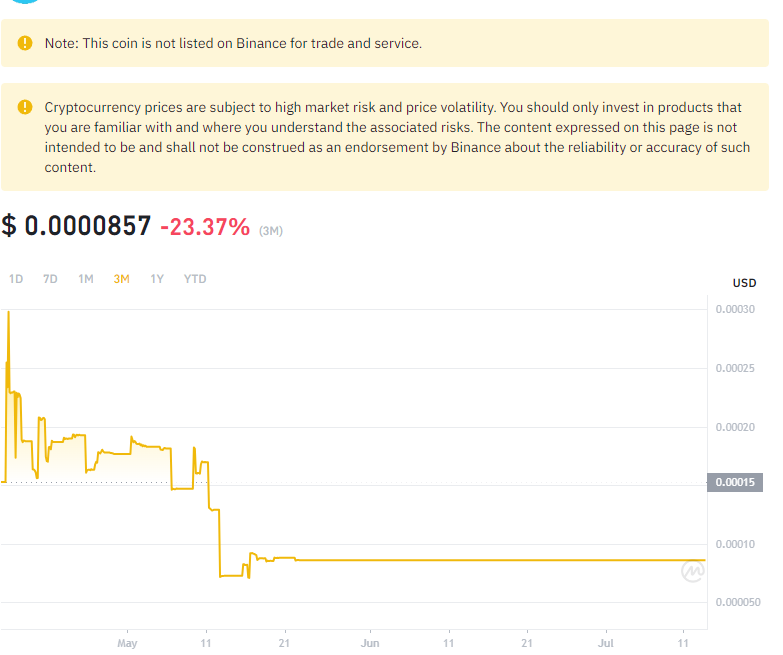 Note: This coin is not listed on Binance for trade and service.
Cryptocurrency prices are subject to high market risk and price volatility. You should only invest in products that
you are familiar with and where you understand the associated risks. The content expressed on this page is not
intended to be and shall not be construed as an endorsement by Binance about the reliability or accuracy of such
content.
$ 0.0000857 -23.37% (3M)
1D 7D 1M 3M 1Y YTD
USD
0.00030
0.00025
0.00020
0.00015
0.00010
0.000050
May 11 21 Jun 11 21 Jul 11